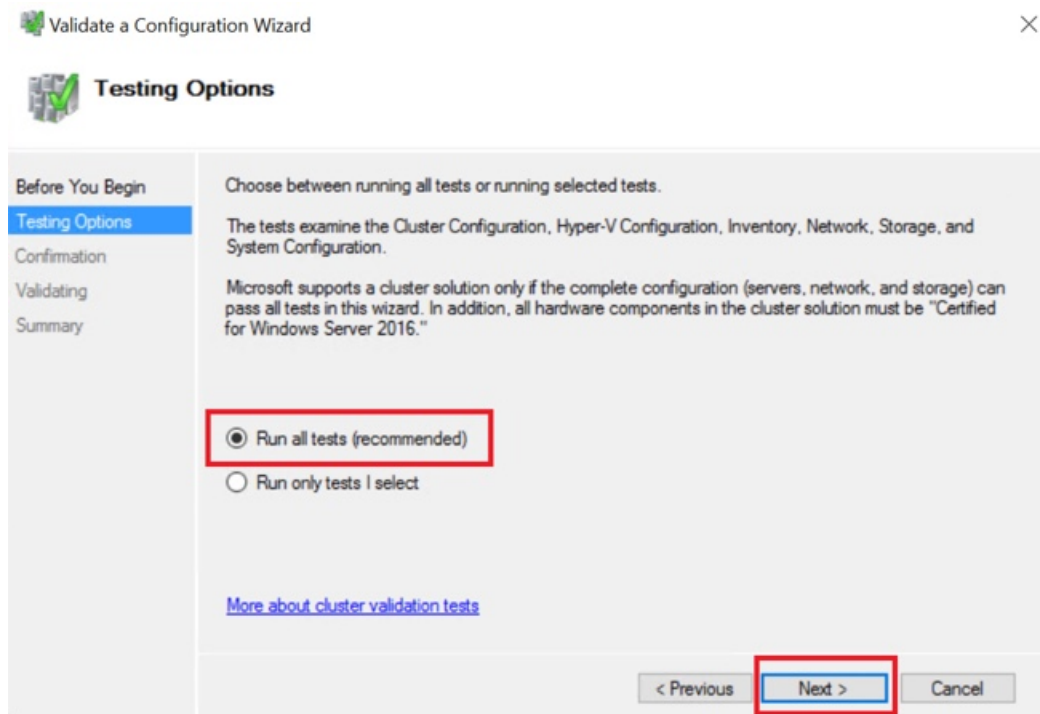 Validate a Configuration Wizard
Testing Options
Before You Begin
Testing Options
Confirmation
Validating
Summary
Choose between running all tests or running selected tests.
The tests examine the Cluster Configuration, Hyper-V Configuration, Inventory, Network, Storage, and
System Configuration.
Microsoft supports a cluster solution only if the complete configuration (servers, network, and storage) can
pass all tests in this wizard. In addition, all hardware components in the cluster solution must be "Certified
for Windows Server 2016."
Run all tests (recommended)
Run only tests I select
More about cluster validation tests
< Previous
Next >
Cancel